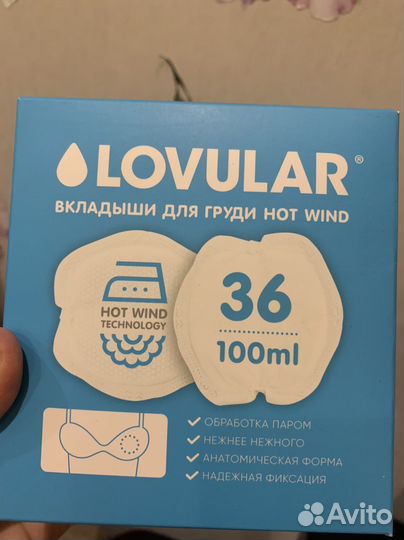 LOVULAR®
ВКЛАДЫШИ ДЛЯ ГРУДИ HOT WIND
HOT WIND
TECHNOLOGY
36
100ml
ОБРАБОТКА ПАРОМ
НЕЖНЕЕ НЕЖНОГО
АНАТОМИЧЕСКАЯ ФОРМА
НАДЕЖНАЯ ФИКСАЦИЯ
Avito